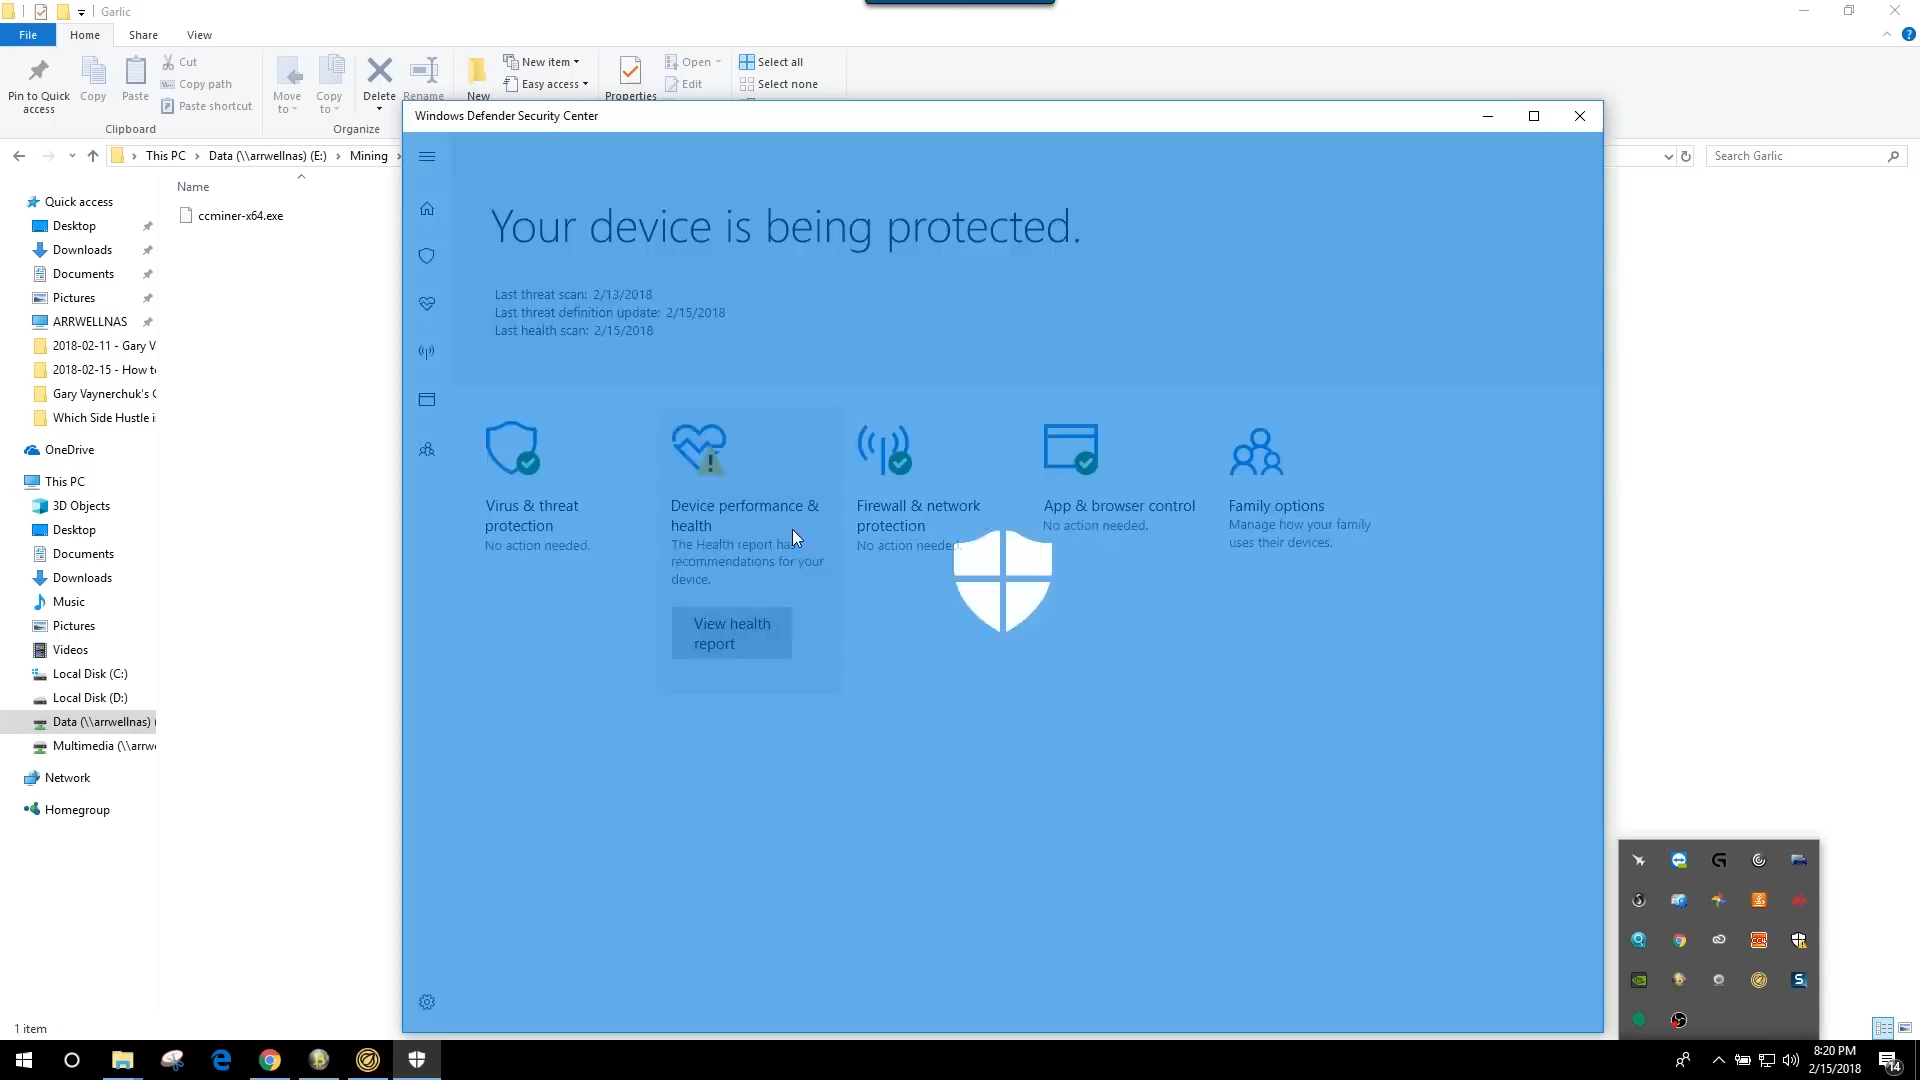 Garlic
File
Home
Share
View
Pin to Quick
access
Copy
Paste
Cut
Copy path
Paste shortcut
Clipboard
Move
to
Copy
to
Delete
Rename
Organize
New
New item
Easy access
Properties
Open
Edit
Select all
Select none
This PC
Data (\\arrwellnas) (E:)
Mining
Search Garlic
Name
ccminer-x64.exe
Quick access
Desktop
Downloads
Documents
Pictures
ARRWELLNAS
2018-02-11 - Gary V
2018-02-15 - How to
Gary Vaynerchuk's
Which Side Hustle i
OneDrive
This PC
3D Objects
Desktop
Documents
Downloads
Music
Pictures
Videos
Local Disk (C:)
Local Disk (D:)
Data (\\arrwellnas) (
Multimedia (\\arrw
Network
Homegroup
1 item
Windows Defender Security Center
Your device is being protected.
Last threat scan: 2/13/2018
Last threat definition update: 2/15/2018
Last health scan: 2/15/2018
Virus & threat
protection
No action needed.
Device performance &
health
The Health report has
recommendations for your
device.
View health
report
Firewall & network
protection
No action needed.
App & browser control
No action needed.
Family options
Manage how your family
uses their devices.
8:20 PM
2/15/2018
14